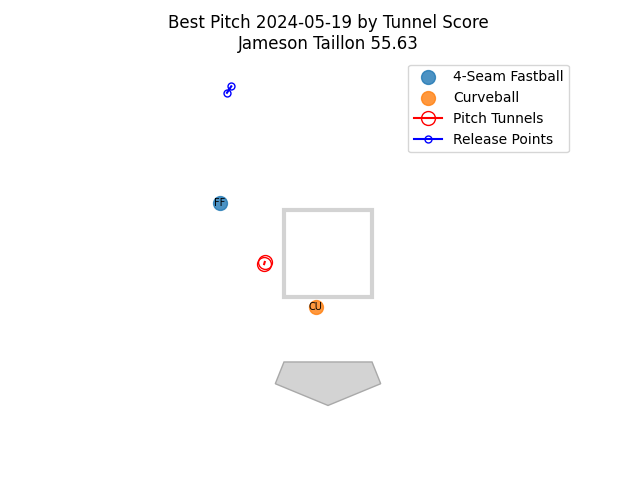 Best Pitch 2024-05-19 by Tunnel Score
Jameson Taillon 55.63
4-Seam Fastball
Curveball
Pitch Tunnels
Release Points
FF
CU